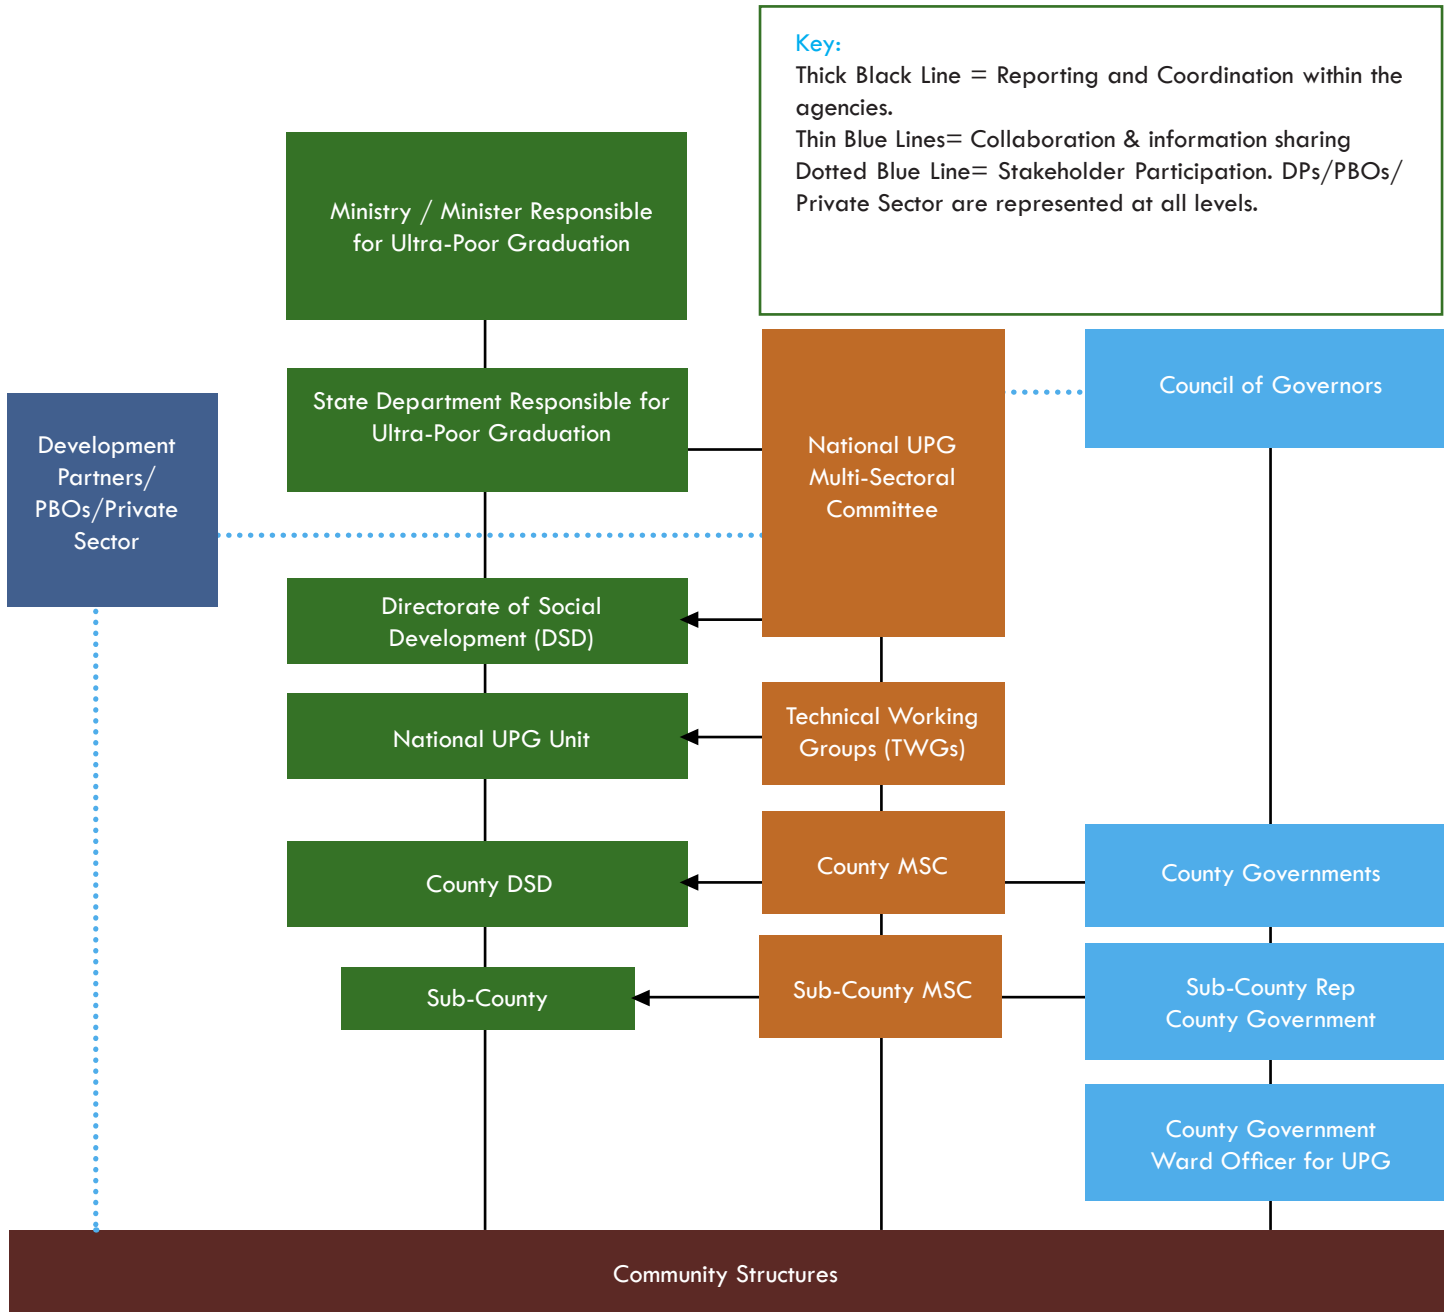 Key:
Thick Black Line = Reporting and Coordination within the
agencies.
Thin Blue Lines= Collaboration & information sharing
Dotted Blue Line= Stakeholder Participation. DPs/PBOs/
Private Sector are represented at all levels.
Ministry / Minister Responsible
for Ultra-Poor Graduation
State Department Responsible for
Ultra-Poor Graduation
Council of Governors
Development
Partners/
PBOs/Private
Sector
National UPG
Multi-Sectoral
Committee
Directorate of Social
Development (DSD)
National UPG Unit
Technical Working
Groups (TWGs)
County DSD
County MSC
County Governments
Sub-County
Sub-County MSC
Sub-County Rep
County Government
County Government
Ward Officer for UPG
Community Structures